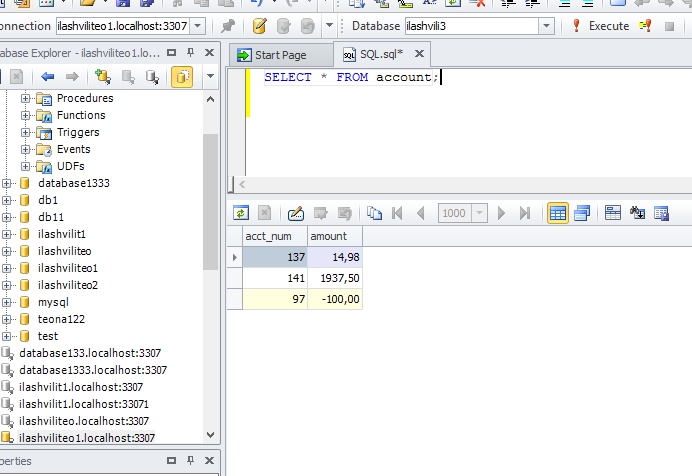 onnection ilashviliteo1.localhost:3307 Database ilashvili3 Execute
tabase Explorer - ilashviliteo1.lo...
Start Page SQL SQL.sql*
SELECT * FROM account;
Procedures
Functions
Triggers
Events
UDFs
database1333
db1
db11
ilashvilit1
ilashviliteo
ilashviliteo1
ilashviliteo2
mysql
teona122
test
database133.localhost:3307
database1333.localhost:3307
ilashvilit1.localhost:3307
ilashvilit1.localhost:33071
ilashviliteo.localhost:3307
ilashviliteo1.localhost:3307
perties
1000
acct_num amount
137 14,98
141 1937,50
97 -100,00